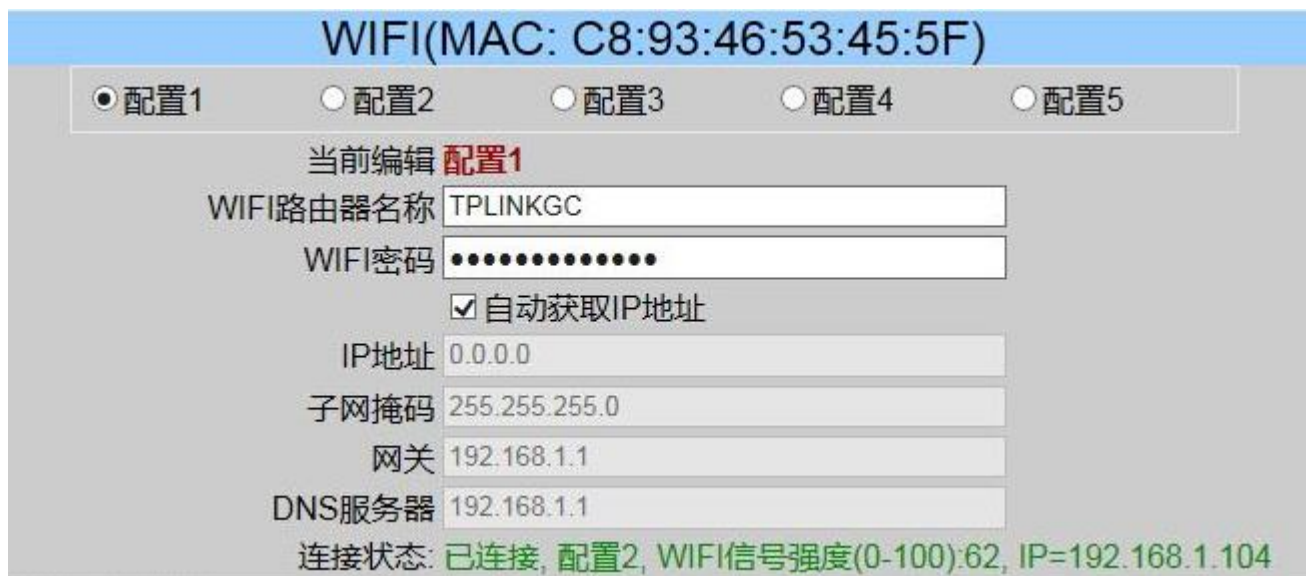 WIFI(MAC: C8:93:46:53:45:5F)
配置1 配置2 配置3 配置4 配置5
当前编辑 配置1
WIFI路由器名称 TPLINKGC
WIFI密码 •••••••••••••
自动获取IP地址
IP地址 0.0.0.0
子网掩码 255.255.255.0
网关 192.168.1.1
DNS服务器 192.168.1.1
连接状态: 已连接, 配置2, WIFI信号强度(0-100):62, IP=192.168.1.104